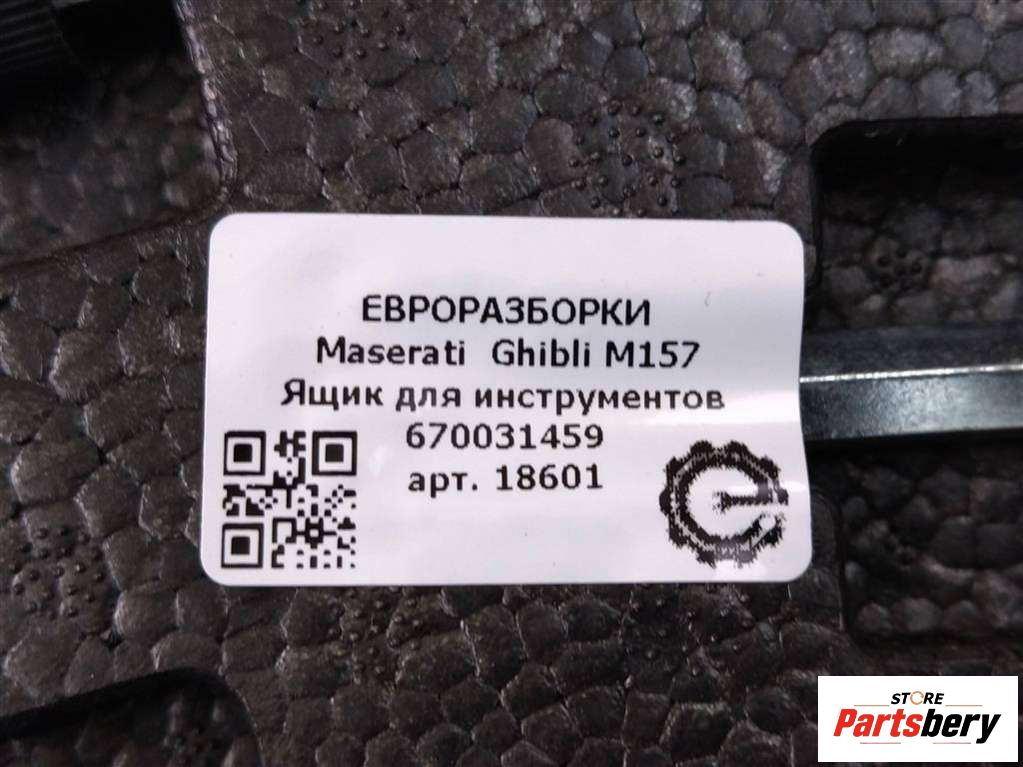 ЕВРОРАЗБОРКИ
Maserati Ghibli M157
Ящик для инструментов
670031459
арт. 18601
STORE
Partsbery